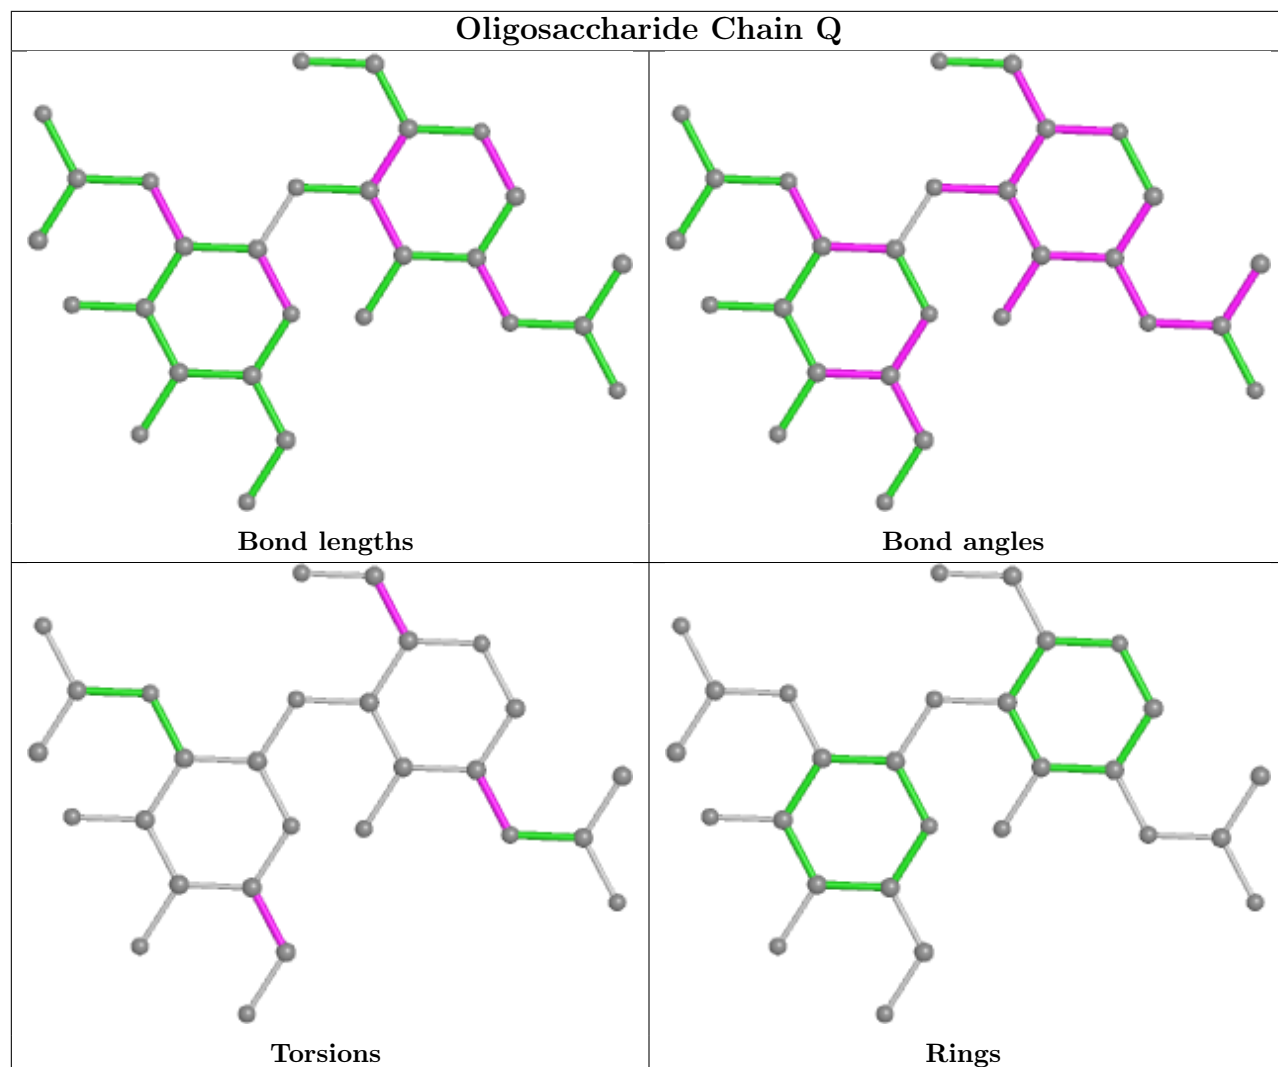 Oligosaccharide Chain Q
Bond lengths
Bond angles
Torsions
Rings